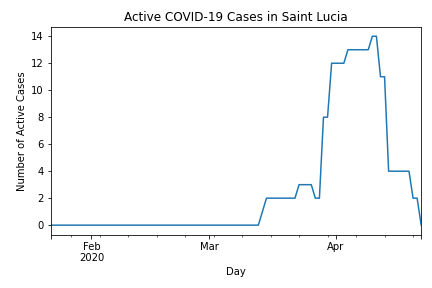 Active COVID-19 Cases in Saint Lucia
Number of Active Cases
14
12
10
8
6
4
2
0
Feb
2020
Mar
Apr
Day